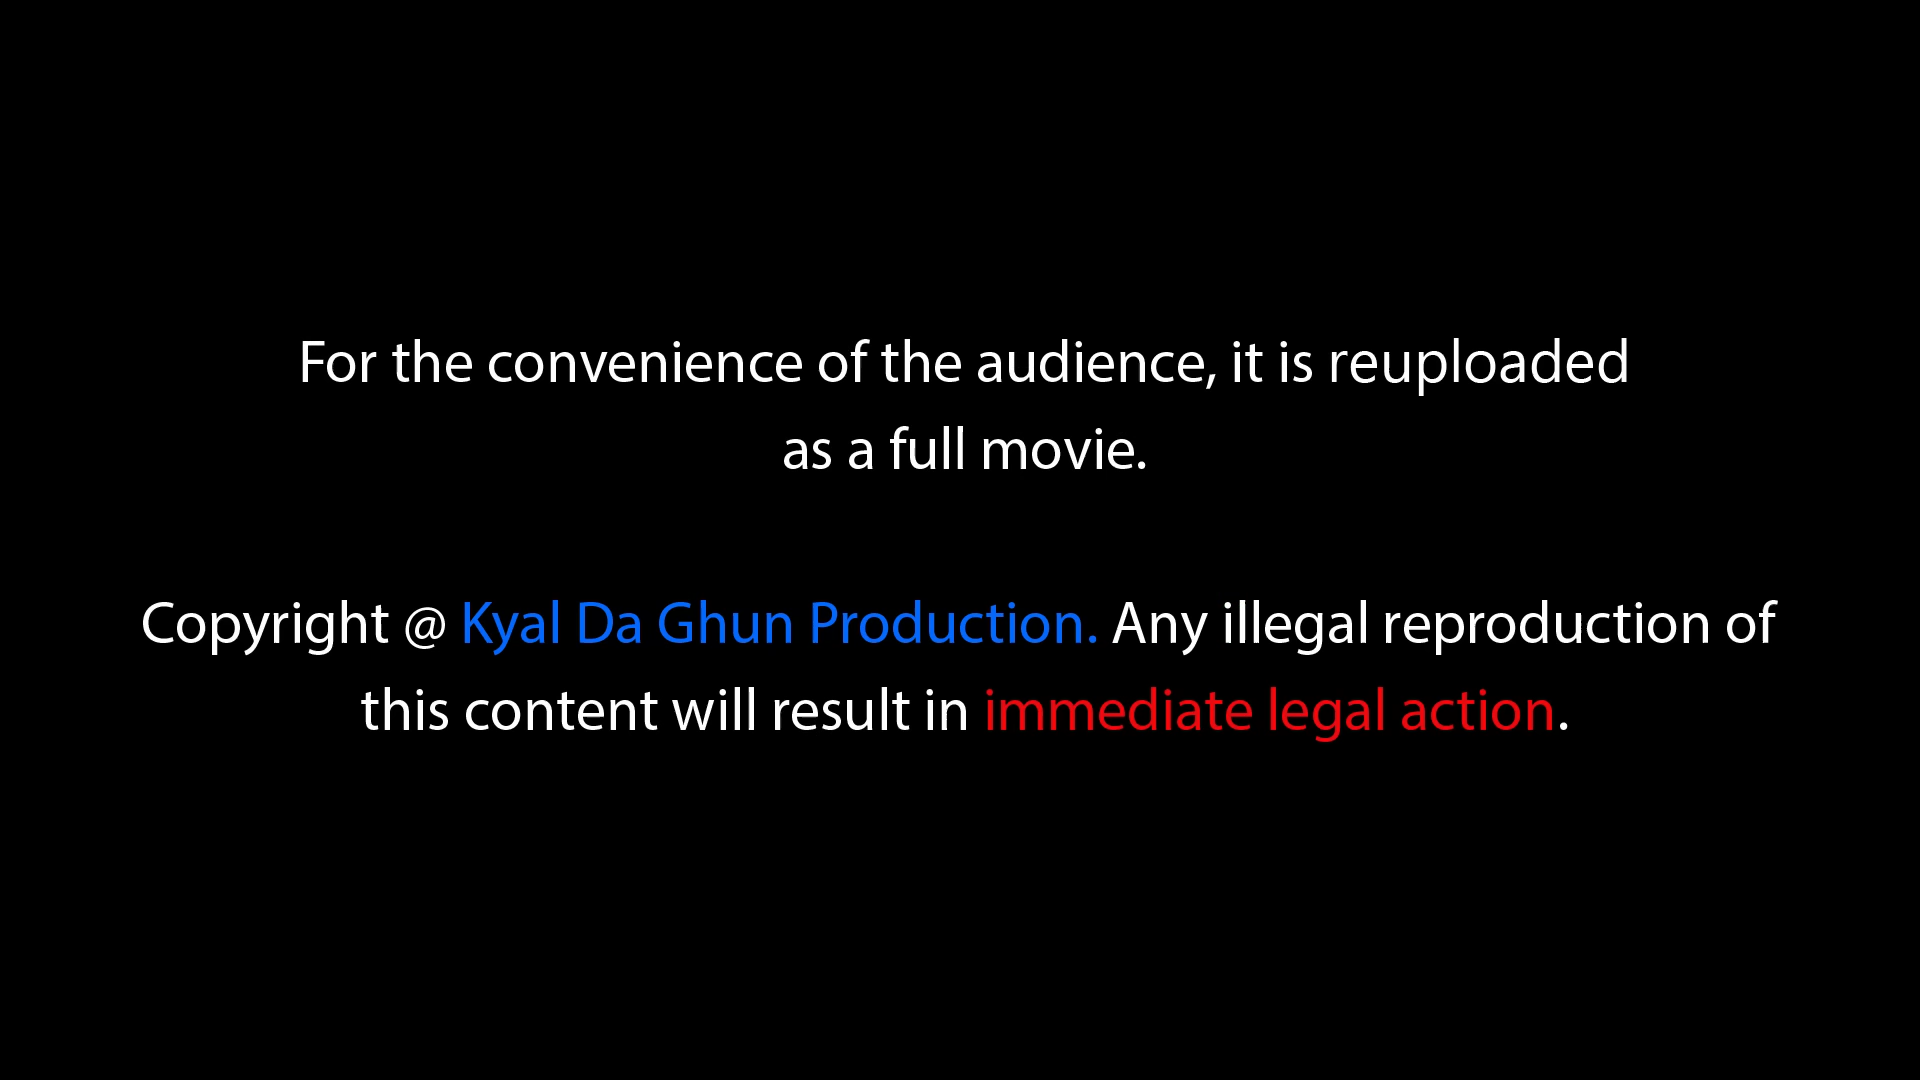 For the convenience of the audience, it is reuploaded
as a full movie.
Copyright @ Kyal Da Ghun Production. Any illegal reproduction of
this content will result in immediate legal action.